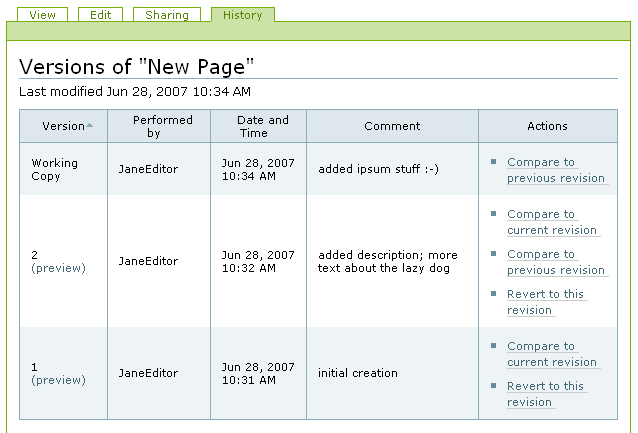 View Edit Sharing History
Versions of "New Page"
Last modified Jun 28, 2007 10:34 AM
Version Performed by Date and Time Comment Actions
Working Copy JaneEditor Jun 28, 2007 10:34 AM added ipsum stuff :-)
Compare to previous revision
2 (preview) JaneEditor Jun 28, 2007 10:32 AM added description; more text about the lazy dog
Compare to current revision
Compare to previous revision
Revert to this revision
1 (preview) JaneEditor Jun 28, 2007 10:31 AM initial creation
Compare to current revision
Revert to this revision